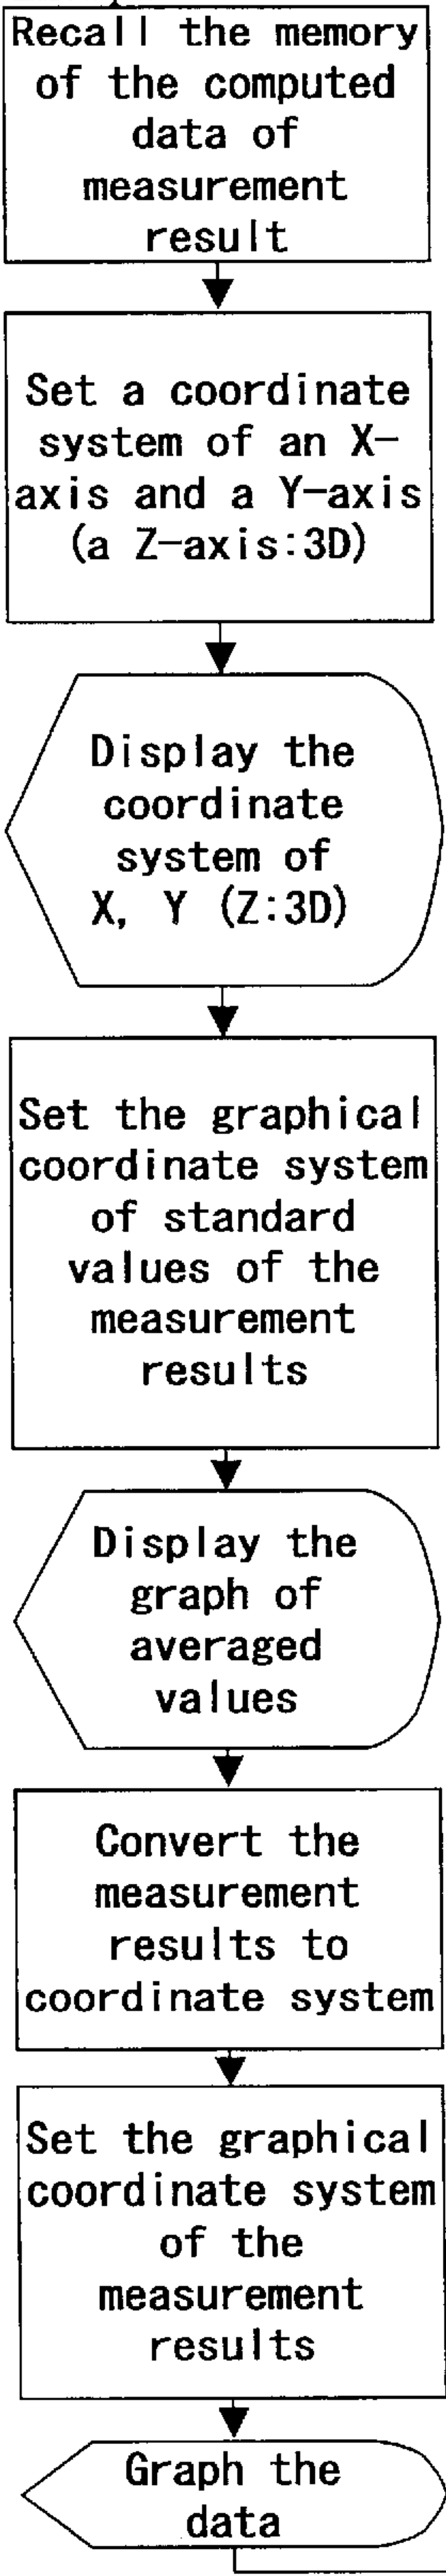 Recall the memory
of the computed
data of
measurement
result
Set a coordinate
system of an X-
axis and a Y-axis
(a Z-axis:3D)
Display the
coordinate
system of
X, Y (Z:3D)
Set the graphical
coordinate system
of standard
values of the
measurement
results
Display the
graph of
averaged
values
Convert the
measurement
results to
coordinate system
Set the graphical
coordinate system
of the
measurement
results
Graph the
data